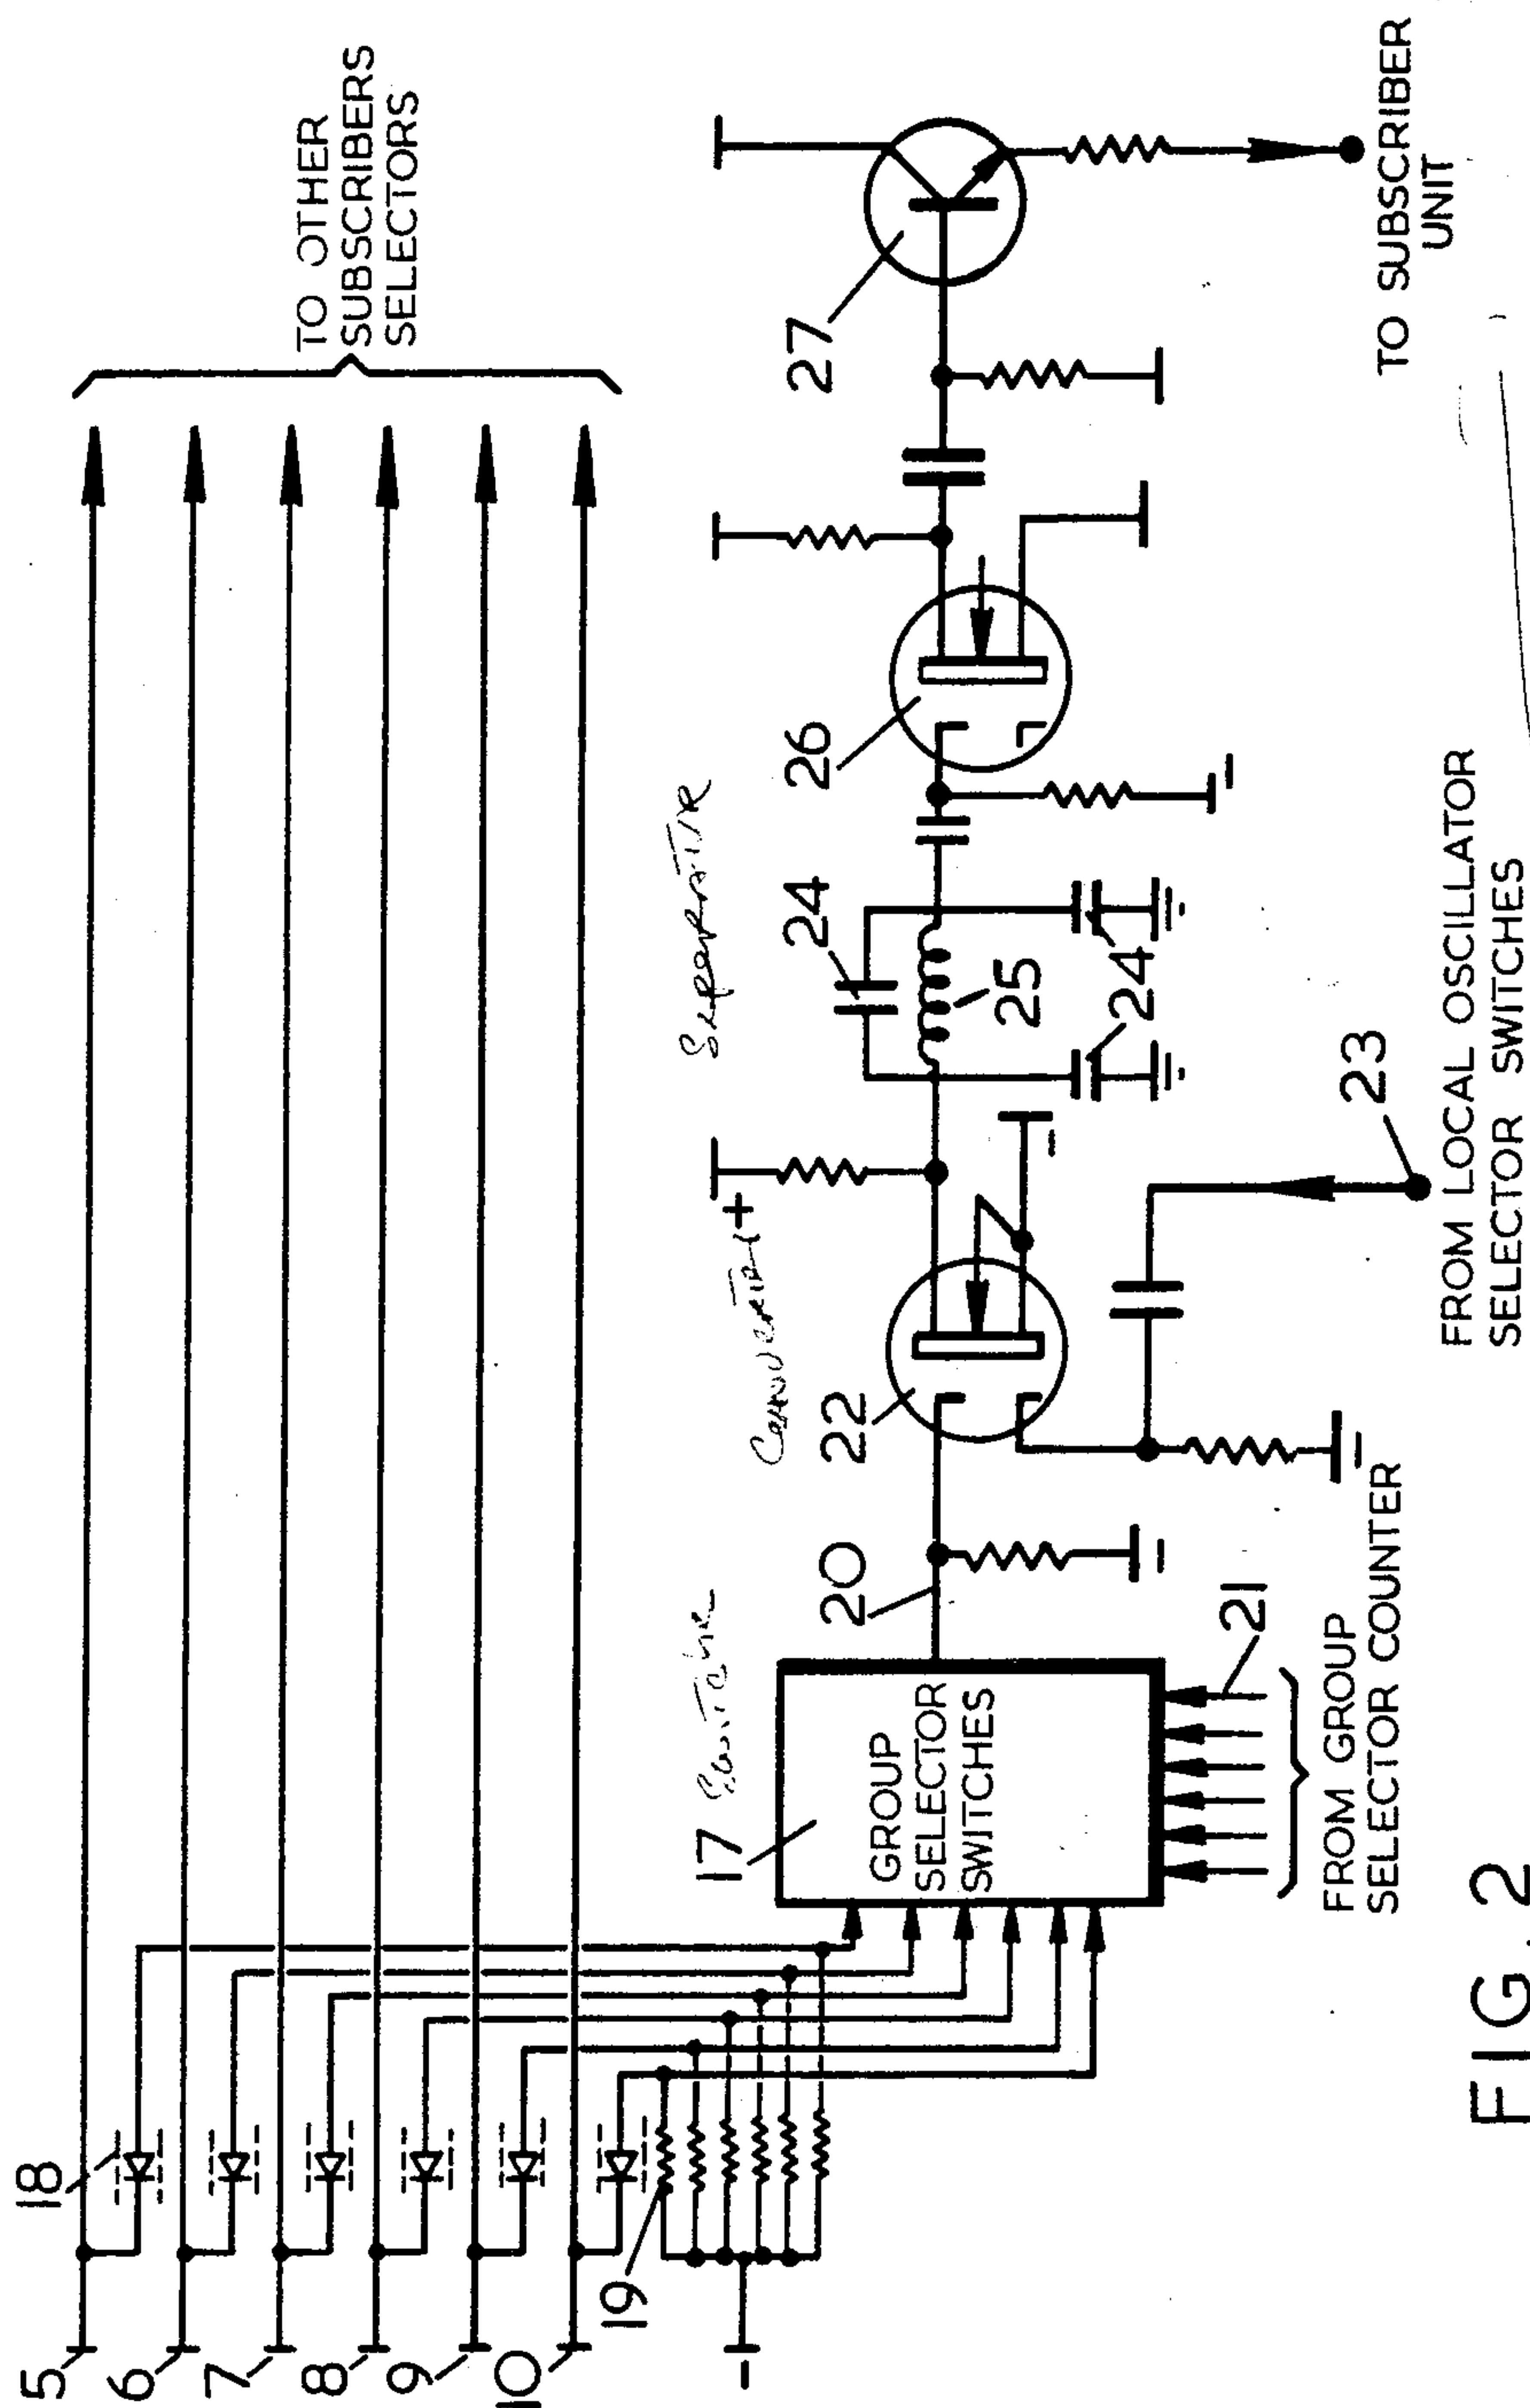 5
6
7
8
9
10
18
19
TO OTHER
SUBSCRIBERS
SELECTORS
17
GROUP
SELECTOR
SWITCHES
20
21
FROM GROUP
SELECTOR COUNTER
22
+
23
FROM LOCAL OSCILLATOR
SELECTOR SWITCHES
24
25
24
26
27
TO SUBSCRIBER
UNIT
FIG. 2